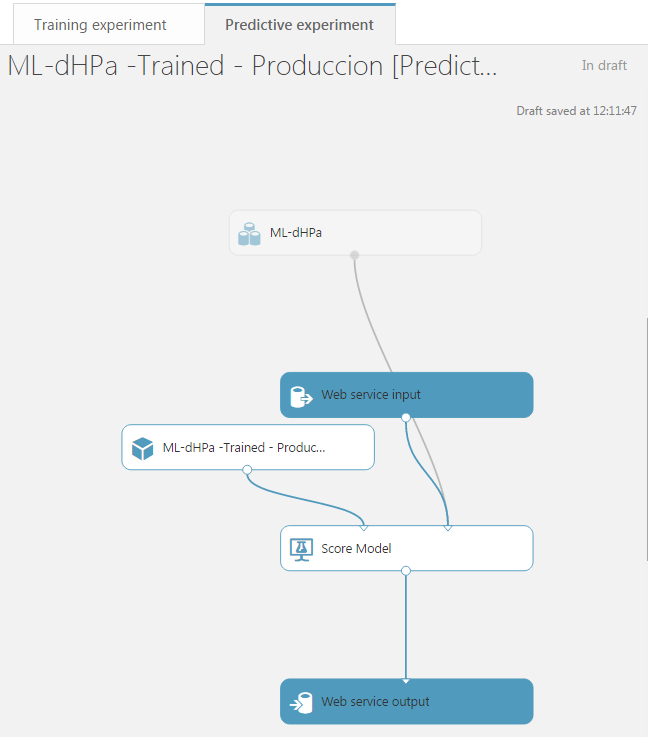 Training experiment
Predictive experiment
ML-dHPa -Trained - Produccion [Predict...
In draft
Draft saved at 12:11:47
ML-dHPa
Web service input
ML-dHPa -Trained - Produc...
Score Model
Web service output